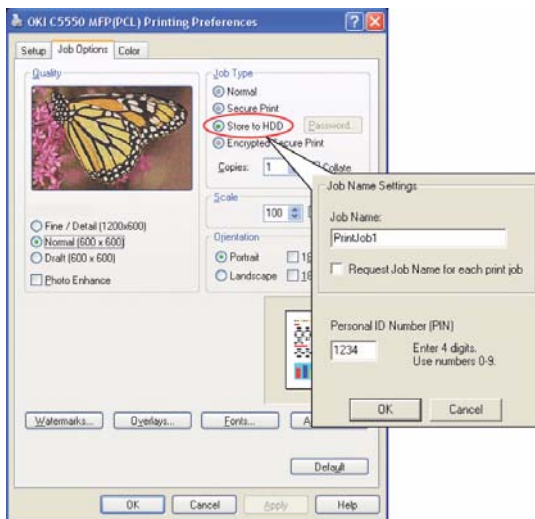 OKI C5550 MFP(PCL) Printing Preferences
Setup Job Options Color
Quality
Fine / Detail (1200x600)
Normal (600 x 600)
Draft (600 x 600)
Photo Enhance
Job Type
Normal
Secure Print
Store to HDD
Password...
Encrypted Secure Print
Copies: 1 Collate
Scale
100
Orientation
Portrait
Landscape
Job Name Settings
Job Name:
PrintJob1
Request Job Name for each print job
Personal ID Number (PIN)
1234
Enter 4 digits.
Use numbers 0-9.
OK Cancel
Watermarks... Overlays... Fonts...
Default
OK Cancel Apply Help